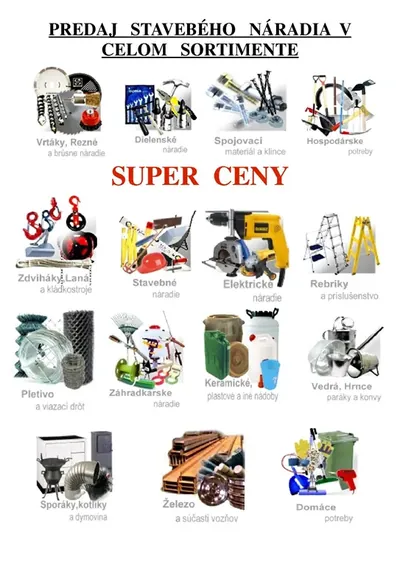 PREDAJ STAVEBÉHO NÁRADIA V
CELOM SORTIMENTE
Vrtáky, Rezné
a brúsne náradie
Dielenské
náradie
Spojovací
materiál a klince
Hospodárske
potreby
SUPER CENY
Zdviháky,Laná
a kladkostroje
Stavebné
náradie
Elektrické
náradie
Rebríky
a príslušenstvo
Pletivo
a viazací drôt
Záhradkárske
náradie
Keramické,
plastové a iné nádoby
Vedrá, Hrnce
paráky a konvy
Sporáky,kotlíky
a dymovina
Železo
a súčasti vozňov
Domáce
potreby